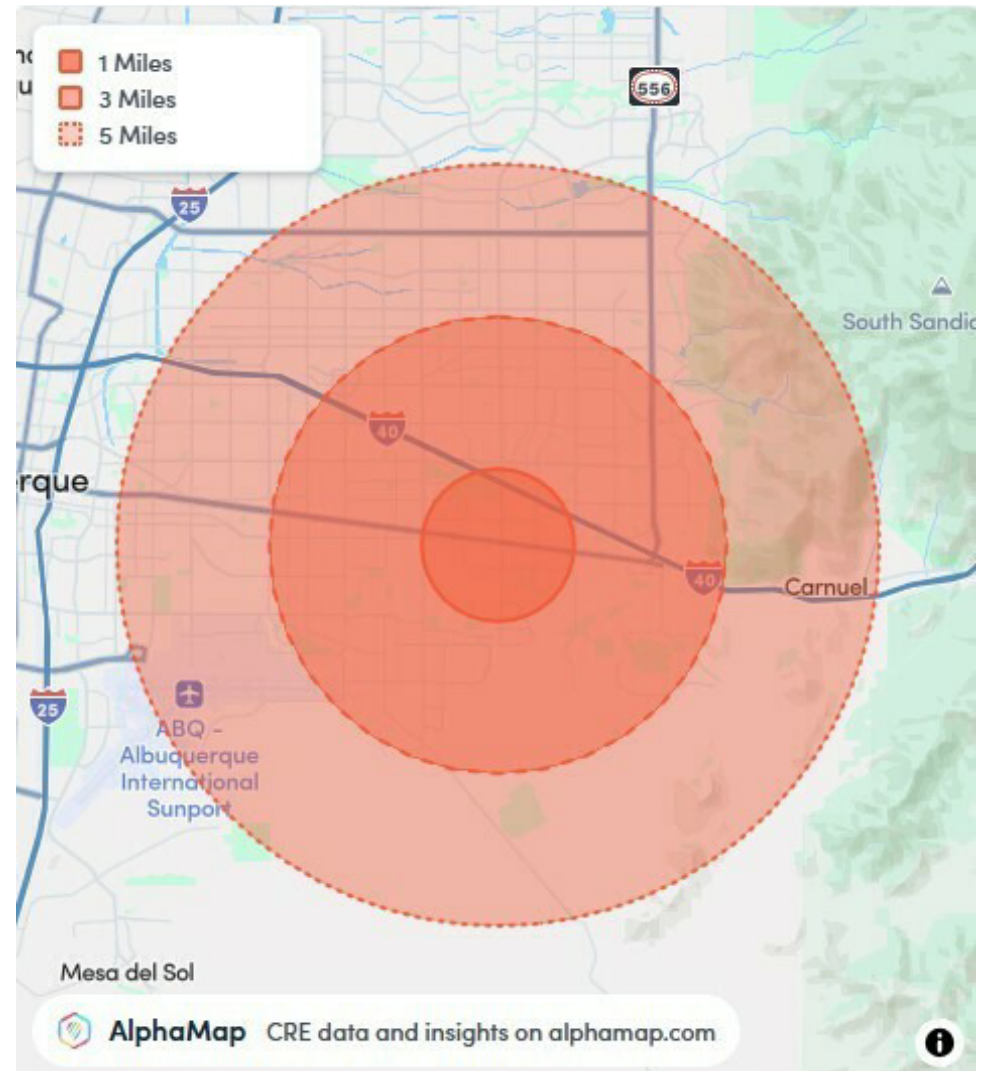 1 Miles
3 Miles
5 Miles
556
25
South Sandic
40
rque
40
Carnuel
25
ABQ -
Albuquerque
International
Sunport
Mesa del Sol
AlphaMap CRE data and insights on alphamap.com